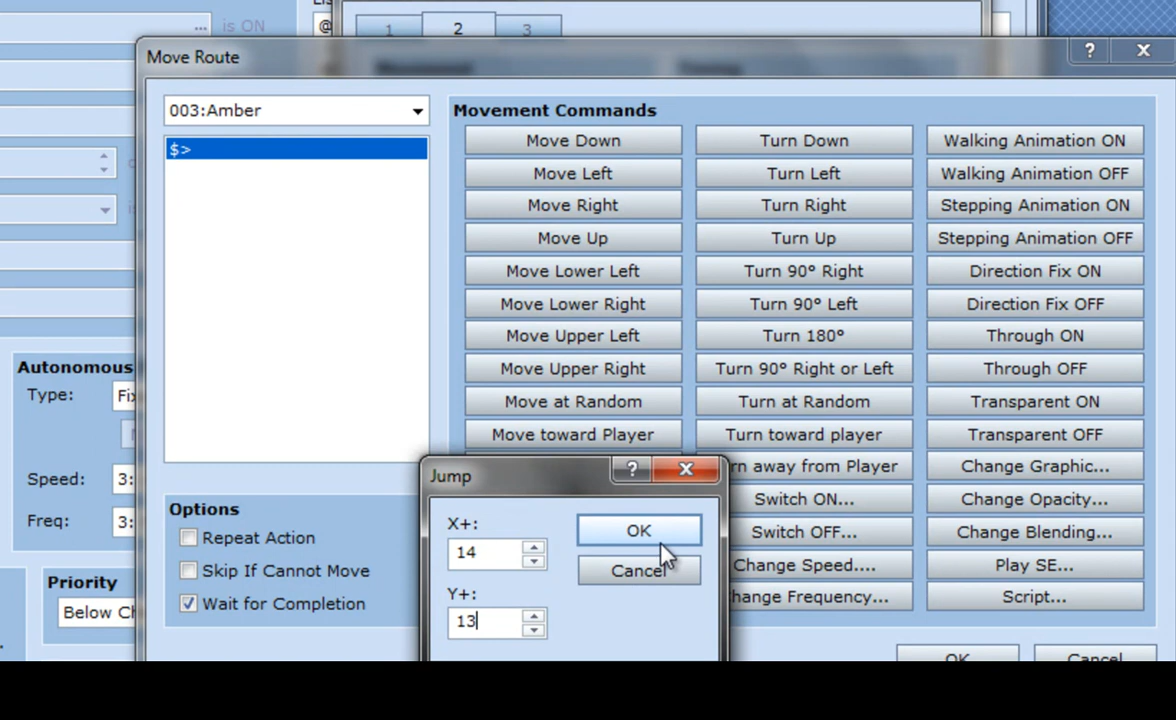 ... is ON
@
1 2 3
Move Route
? X
003:Amber
$>
Movement Commands
Move Down
Move Left
Move Right
Move Up
Move Lower Left
Move Lower Right
Move Upper Left
Move Upper Right
Move at Random
Move toward Player
Turn Down
Turn Left
Turn Right
Turn Up
Turn 90° Right
Turn 90° Left
Turn 180°
Turn 90° Right or Left
Turn at Random
Turn toward player
rn away from Player
Switch ON...
Switch OFF...
Change Speed....
hange Frequency...
Walking Animation ON
Walking Animation OFF
Stepping Animation ON
Stepping Animation OFF
Direction Fix ON
Direction Fix OFF
Through ON
Through OFF
Transparent ON
Transparent OFF
Change Graphic...
Change Opacity...
Change Blending...
Play SE...
Script...
Autonomous
Type: Fix
Speed: 3:
Freq: 3:
Priority
Below Ch
Options
Repeat Action
Skip If Cannot Move
Wait for Completion
Jump
? X
X+:
14
Y+:
13
OK
Cancel
OK
Cancel